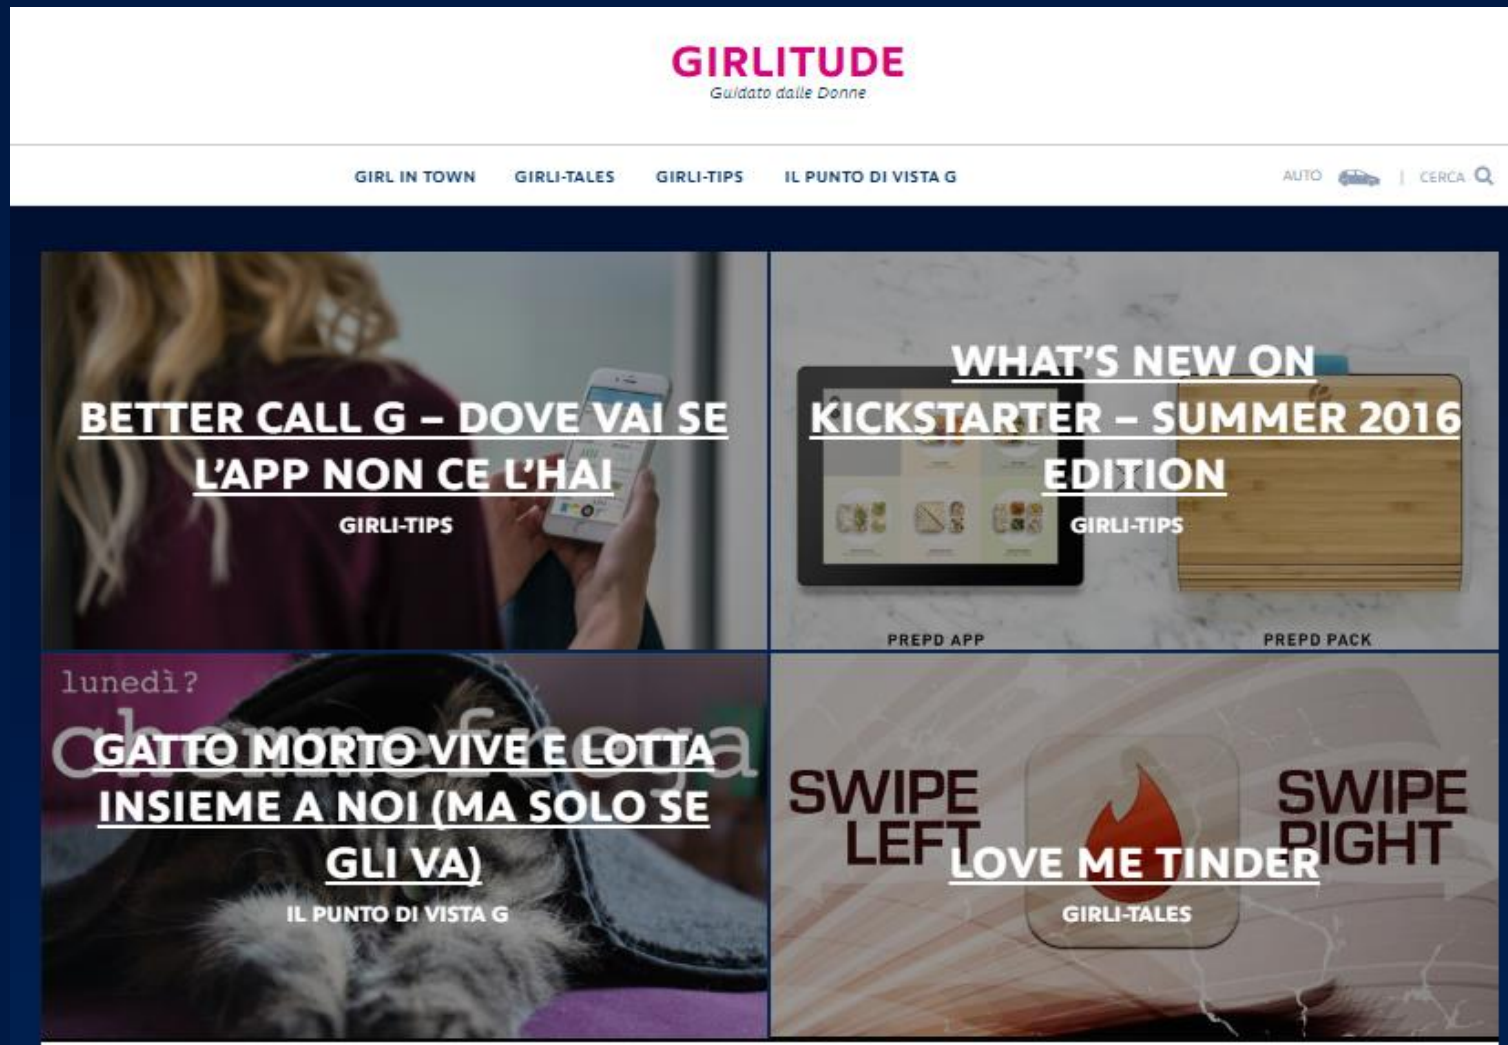 GIRLITUDE
Guidato dalle Donne
GIRL IN TOWN GIRLI-TALES GIRLI-TIPS IL PUNTO DI VISTA G AUTO | CERCA
BETTER CALL G – DOVE VAI SE
L'APP NON CE L'HAI
GIRLI-TIPS
WHAT'S NEW ON
KICKSTARTER – SUMMER 2016
EDITION
GIRLI-TIPS
PREPD APP PREPD PACK
lunedì?
chemmefrega
GATTO MORTO VIVE E LOTTA
INSIEME A NOI (MA SOLO SE
GLI VA)
IL PUNTO DI VISTA G
SWIPE
LEFT
SWIPE
RIGHT
LOVE ME TINDER
GIRLI-TALES